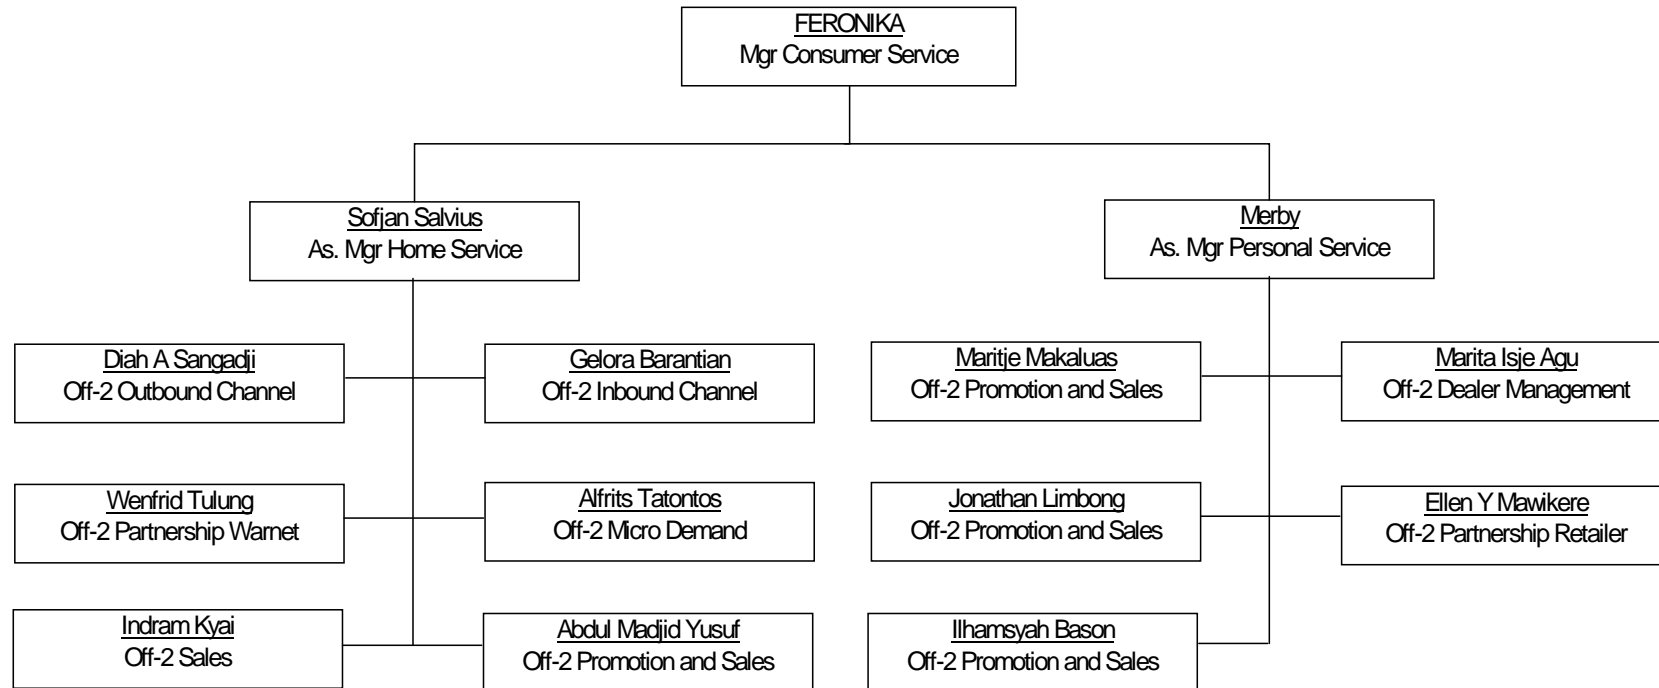 FERONIKA
Mgr Consumer Service
Sofjan Salvius
As. Mgr Home Service
Merby
As. Mgr Personal Service
Diah A Sangadji
Off-2 Outbound Channel
Gelora Barantian
Off-2 Inbound Channel
Maritje Makaluas
Off-2 Promotion and Sales
Marita Isje Agu
Off-2 Dealer Management
Wenfrid Tulung
Off-2 Partnership Warnet
Alfrits Tatontos
Off-2 Micro Demand
Jonathan Limbong
Off-2 Promotion and Sales
Ellen Y Mawikere
Off-2 Partnership Retailer
Indram Kyai
Off-2 Sales
Abdul Madjid Yusuf
Off-2 Promotion and Sales
Ilhamsyah Bason
Off-2 Promotion and Sales